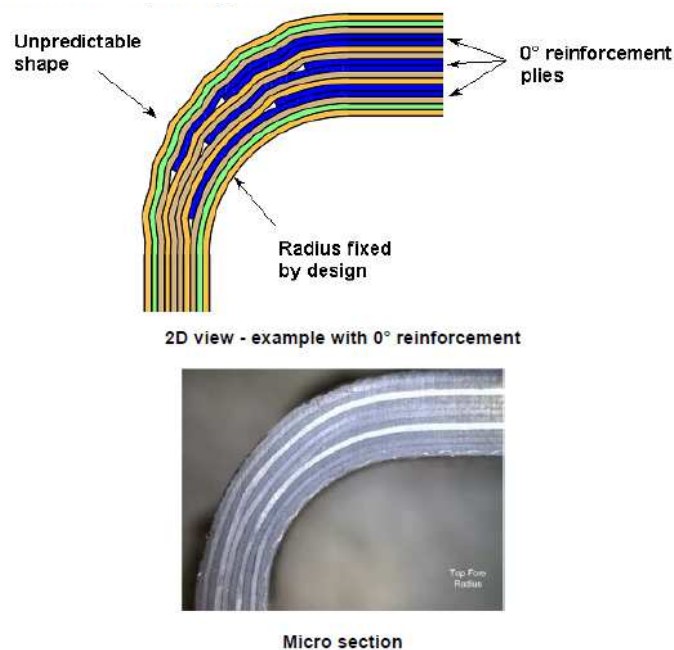 Unpredictable
shape
0° reinforcement
plies
Radius fixed
by design
2D view - example with 0° reinforcement
Top Fore
Radius
Micro section